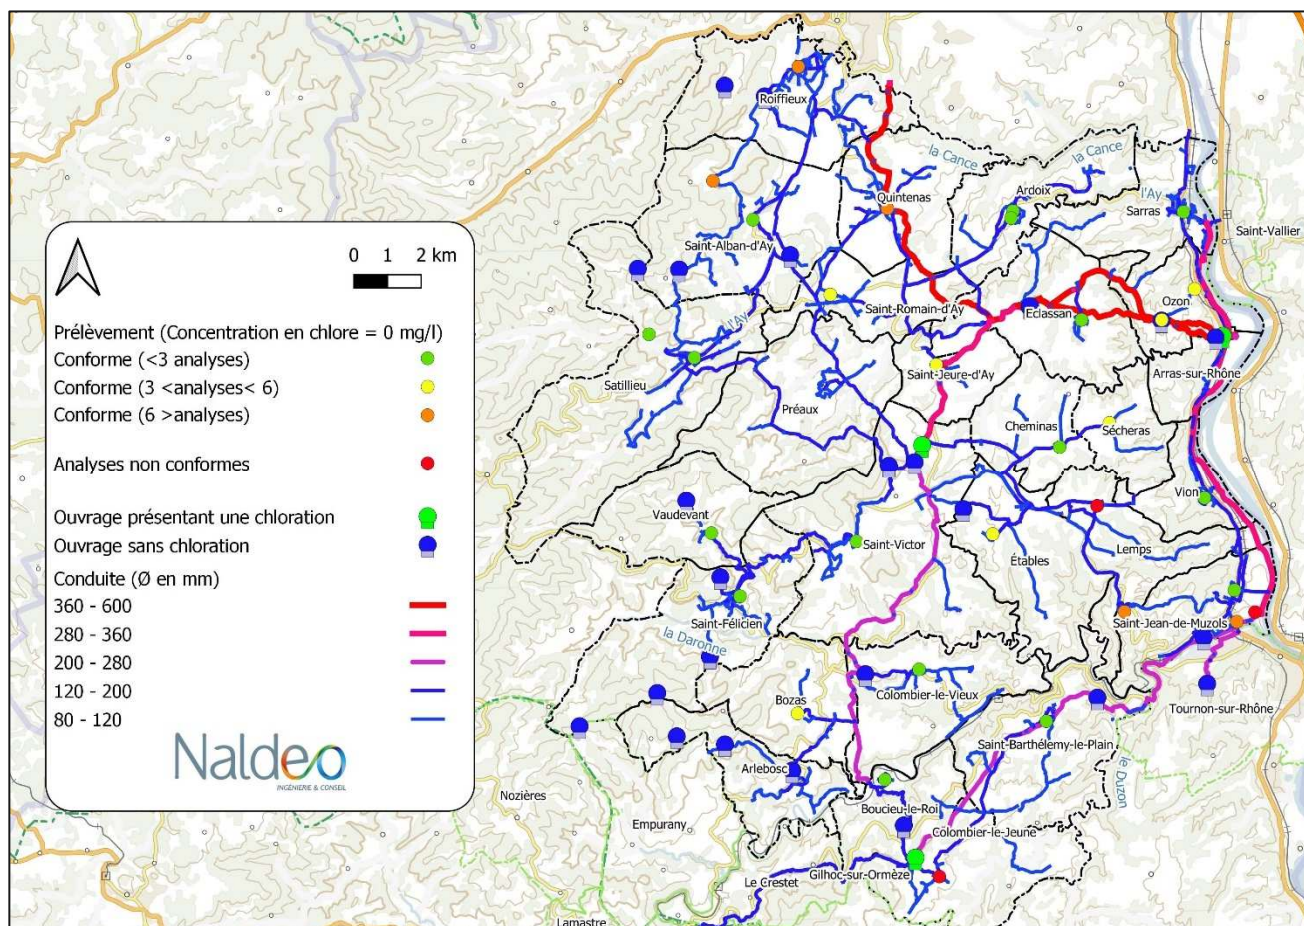 0 1 2 km
Prélèvement (Concentration en chlore = 0 mg/l)
Conforme (<3 analyses)
Conforme (3 <analyses< 6)
Conforme (6 >analyses)
Analyses non conformes
Ouvrage présentant une chloration
Ouvrage sans chloration
Conduite (Ø en mm)
360 - 600
280 - 360
200 - 280
120 - 200
80 - 120
Naldeo
INGÉNIERIE & CONSEIL
Roiffieux
la Cance
la Cance
Quintenas
Ardoix
l'Ay
Sarras
Saint-Vallier
Saint-Alban-d'Ay
l'Ay
Saint-Romain-d'Ay
Eclassan
Ozon
Arras-sur-Rhône
Satillieu
Saint-Jeure-d'Ay
Préaux
Cheminas
Sécheras
Vion
Vaudevant
Saint-Victor
Étables
Lemps
Saint-Félicien
la Daronne
Saint-Jean-de-Muzols
Colombier-le-Vieux
Bozas
Tournon-sur-Rhône
Saint-Barthélemy-le-Plain
le Duzon
Arlebosc
Nozières
Empurany
Boucieu-le-Roi
Colombier-le-Jeune
Le Crestet
Gilhoc-sur-Ormèze
Lamastre